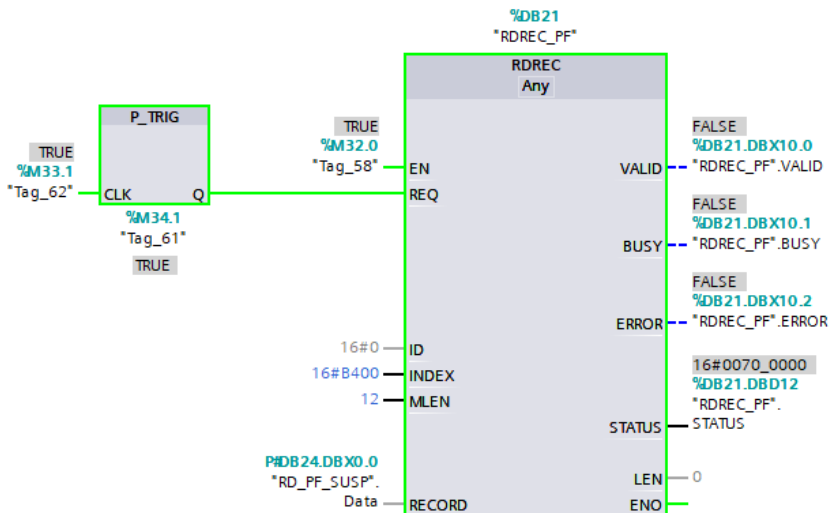 %DB21
"RDREC_PF"
RDREC
Any
P_TRIG
TRUE
%M33.1
"Tag_62"
CLK
Q
%M34.1
"Tag_61"
TRUE
TRUE
%M32.0
"Tag_58"
EN
REQ
16#0
ID
16#B400
INDEX
12
MLEN
P#DB24.DBX0.0
"RD_PF_SUSP".
Data
RECORD
FALSE
%DB21.DBX10.0
VALID
"RDREC_PF".VALID
FALSE
%DB21.DBX10.1
BUSY
"RDREC_PF".BUSY
FALSE
%DB21.DBX10.2
ERROR
"RDREC_PF".ERROR
16#0070_0000
%DB21.DBD12
"RDREC_PF".
STATUS
STATUS
LEN
0
ENO